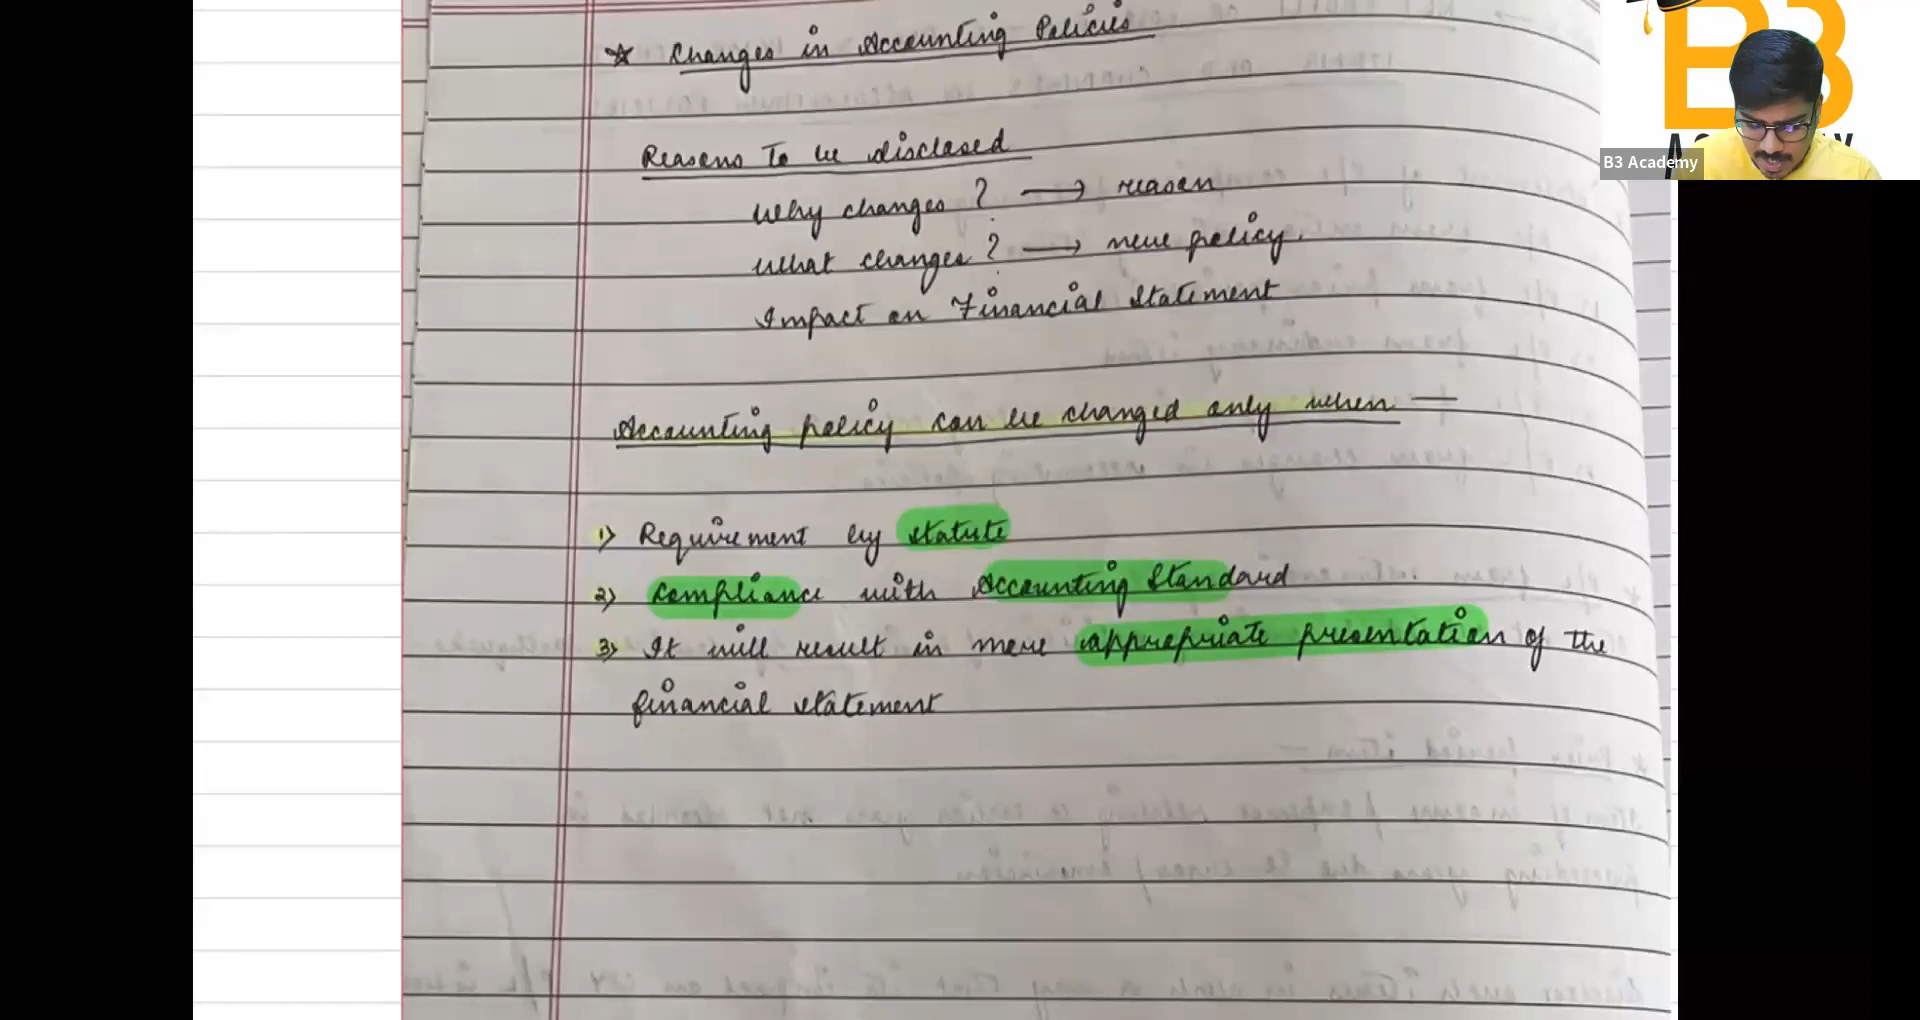 ☆ Changes in Accounting Policies
Reasons To be disclosed
Why changes ? → reason
What changes ? → new policy.
Impact on Financial Statement
Accounting policy can be changed only when —
1) Requirement by statute
2) Compliance with Accounting Standard
3) It will result in more appropriate presentation of the
financial statement
B3
B3 Academy